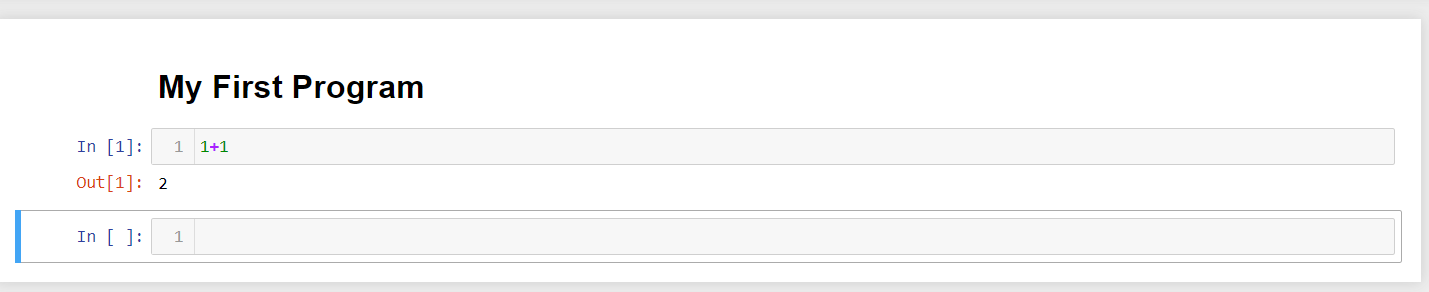 My First Program
In [1]: 1 1+1
Out[1]: 2
In [ ]: 1